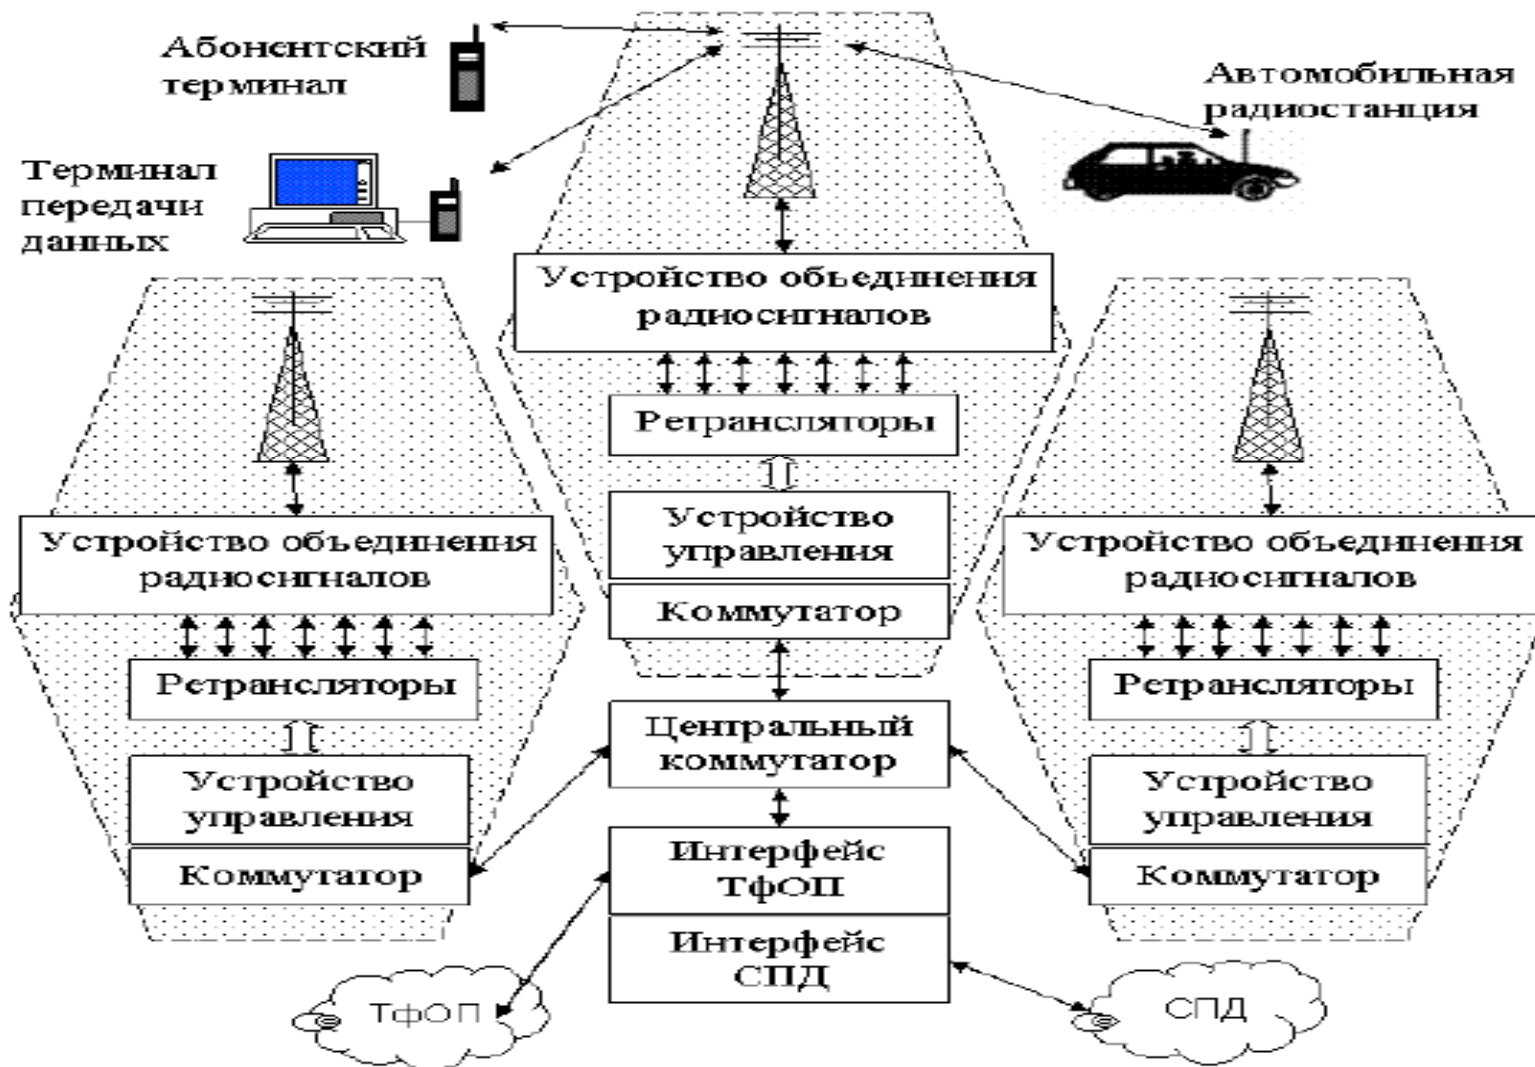 Абонентский
терминал
Автомобильная
радиостанция
Терминал
передачи
данных
Устройство объединения
радиосигналов
Ретрансляторы
Устройство
управления
Коммутатор
Устройство объединения
радиосигналов
Ретрансляторы
Устройство
управления
Коммутатор
Устройство объединения
радиосигналов
Ретрансляторы
Устройство
управления
Коммутатор
Центральный
коммутатор
Интерфейс
ТфОП
Интерфейс
СПД
ТфОП
СПД